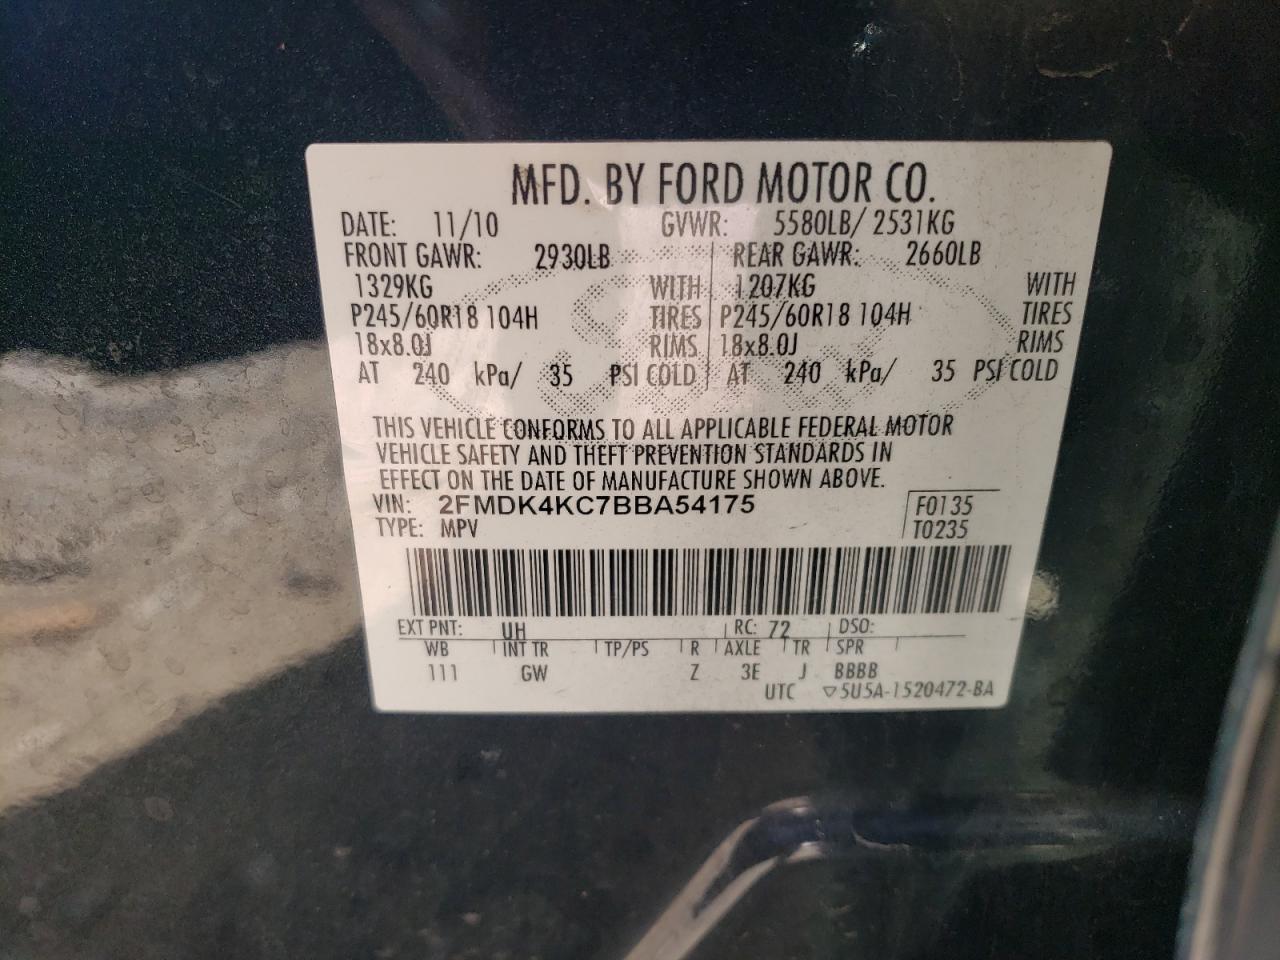 MFD. BY FORD MOTOR CO.
DATE: 11/10 GVWR: 5580LB/ 2531KG
FRONT GAWR: 2930LB REAR GAWR: 2660LB
1329KG WITH 1207KG WITH
P245/60R18 104H TIRES P245/60R18 104H TIRES
18x8.0J RIMS 18x8.0J RIMS
AT 240 kPa/ 35 PSI COLD AT 240 kPa/ 35 PSI COLD
THIS VEHICLE CONFORMS TO ALL APPLICABLE FEDERAL MOTOR
VEHICLE SAFETY AND THEFT PREVENTION STANDARDS IN
EFFECT ON THE DATE OF MANUFACTURE SHOWN ABOVE.
VIN: 2FMDK4KC7BBA54175 F0135
TYPE: MPV T0235
EXT PNT: UH RC: 72 DSO:
WB INT TR TP/PS R AXLE TR SPR
111 GW Z 3E J BBBB
UTC ▽5U5A-1520472-BA